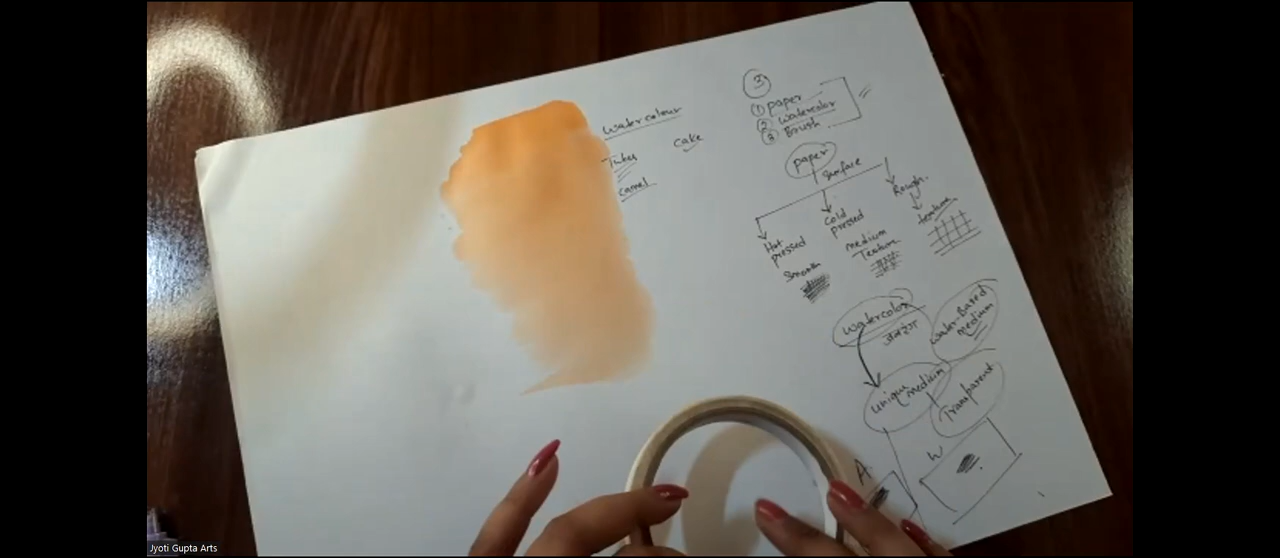 Watercolour
Tubes
cake
Camel
3
① paper
② Watercolor
③ Brush
paper
Surface
Hot pressed
Smooth
Cold pressed
medium Texture
Rough.
texture
Watercolor
जलरंग
water Based medium
unique medium
Transparent
A
W
Jyoti Gupta Arts